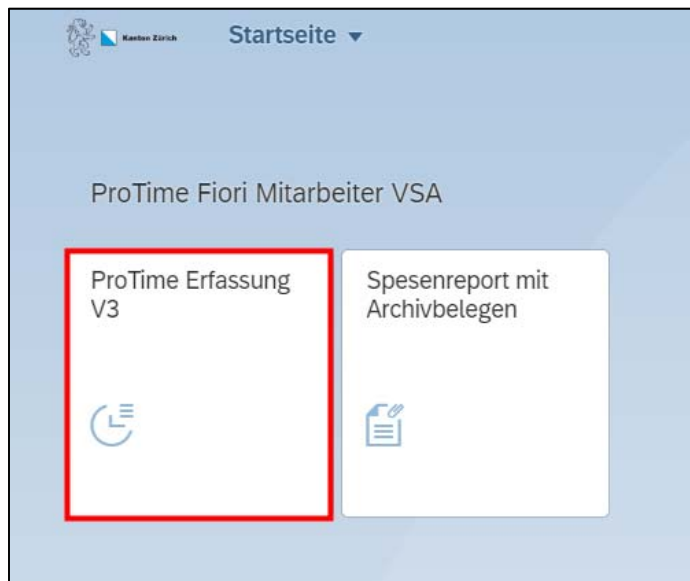 Kanton Zürich
Startseite
ProTime Fiori Mitarbeiter VSA
ProTime Erfassung
V3
Spesenreport mit
Archivbelegen